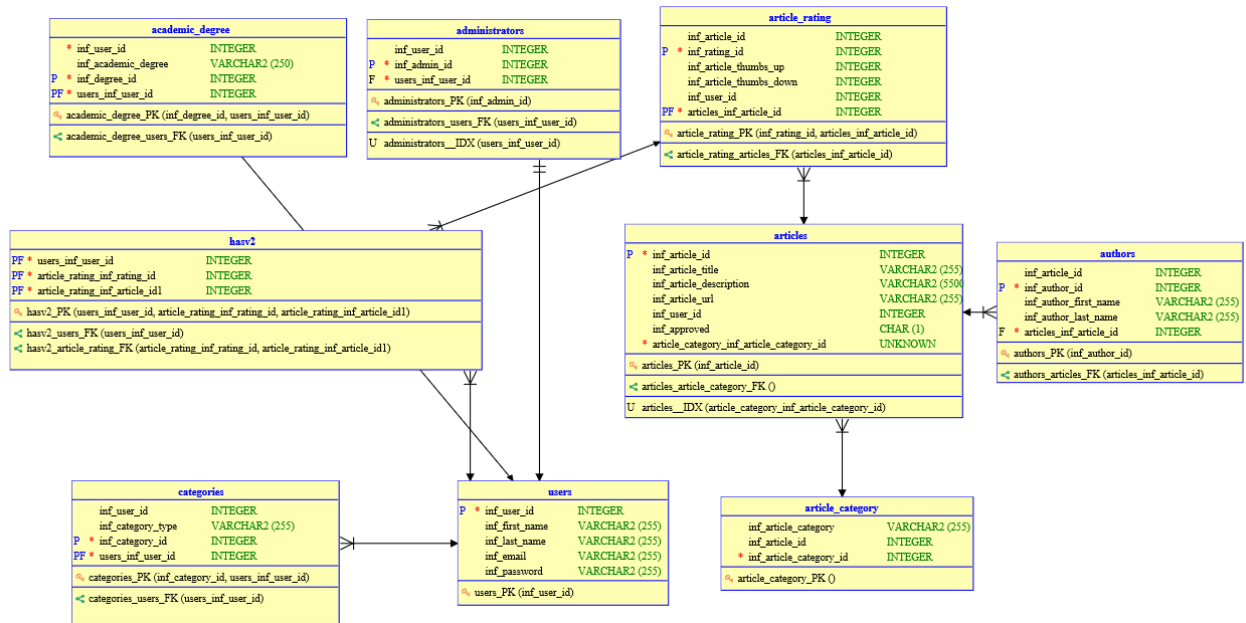 academic_degree
* inf_user_id INTEGER
inf_academic_degree VARCHAR2 (250)
P * inf_degree_id INTEGER
PF * users_inf_user_id INTEGER
academic_degree_PK (inf_degree_id, users_inf_user_id)
academic_degree_users_FK (users_inf_user_id)
administrators
inf_user_id INTEGER
P * inf_admin_id INTEGER
F * users_inf_user_id INTEGER
administrators_PK (inf_admin_id)
administrators_users_FK (users_inf_user_id)
U administrators__IDX (users_inf_user_id)
article_rating
inf_article_id INTEGER
P * inf_rating_id INTEGER
inf_article_thumbs_up INTEGER
inf_article_thumbs_down INTEGER
inf_user_id INTEGER
PF * articles_inf_article_id INTEGER
article_rating_PK (inf_rating_id, articles_inf_article_id)
article_rating_articles_FK (articles_inf_article_id)
hasv2
PF * users_inf_user_id INTEGER
PF * article_rating_inf_rating_id INTEGER
PF * article_rating_inf_article_id1 INTEGER
hasv2_PK (users_inf_user_id, article_rating_inf_rating_id, article_rating_inf_article_id1)
hasv2_users_FK (users_inf_user_id)
hasv2_article_rating_FK (article_rating_inf_rating_id, article_rating_inf_article_id1)
articles
P * inf_article_id INTEGER
inf_article_title VARCHAR2 (255)
inf_article_description VARCHAR2 (5500
inf_article_url VARCHAR2 (255)
inf_user_id INTEGER
inf_approved CHAR (1)
* article_category_inf_article_category_id UNKNOWN
articles_PK (inf_article_id)
articles_article_category_FK ()
U articles__IDX (article_category_inf_article_category_id)
authors
inf_article_id INTEGER
P * inf_author_id INTEGER
inf_author_first_name VARCHAR2 (255)
inf_author_last_name VARCHAR2 (255)
F * articles_inf_article_id INTEGER
authors_PK (inf_author_id)
authors_articles_FK (articles_inf_article_id)
categories
inf_user_id INTEGER
inf_category_type VARCHAR2 (255)
P * inf_category_id INTEGER
PF * users_inf_user_id INTEGER
categories_PK (inf_category_id, users_inf_user_id)
categories_users_FK (users_inf_user_id)
users
P * inf_user_id INTEGER
inf_first_name VARCHAR2 (255)
inf_last_name VARCHAR2 (255)
inf_email VARCHAR2 (255)
inf_password VARCHAR2 (255)
users_PK (inf_user_id)
article_category
inf_article_category VARCHAR2 (255)
inf_article_id INTEGER
* inf_article_category_id INTEGER
article_category_PK ()